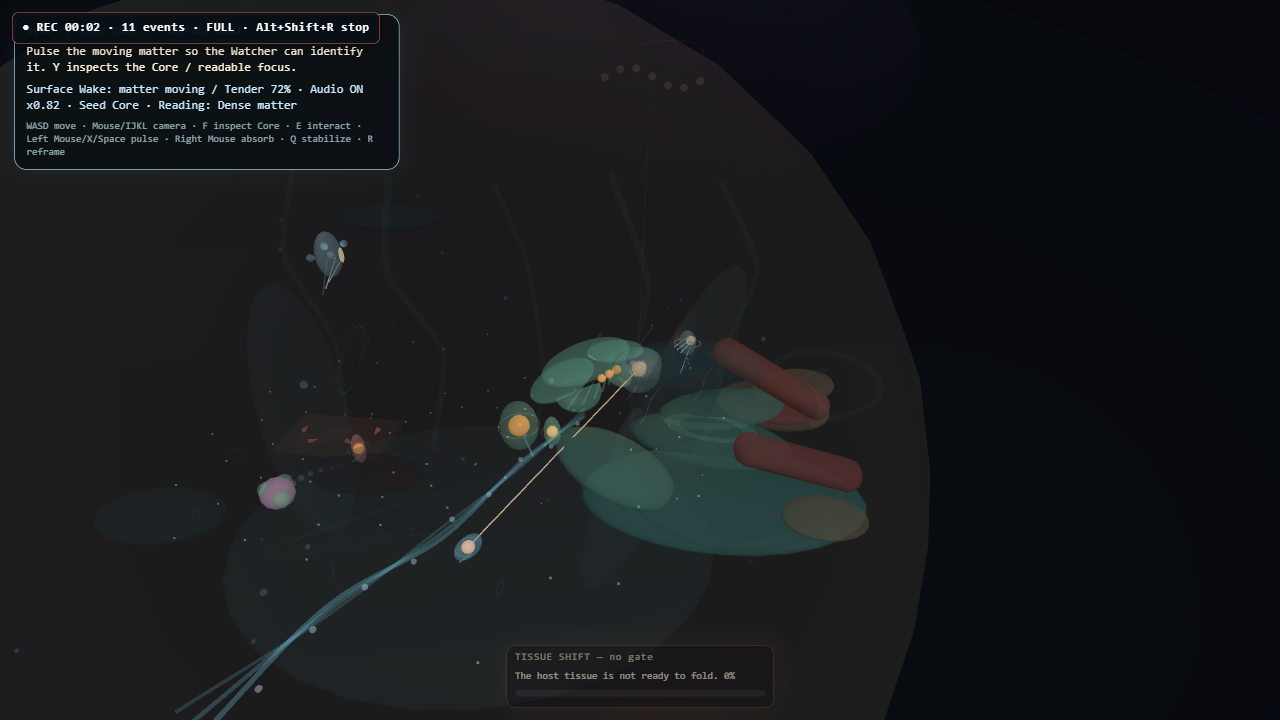 ● REC 00:02 · 11 events · FULL · Alt+Shift+R stop
Pulse the moving matter so the Watcher can identify
it. Y inspects the Core / readable focus.
Surface Wake: matter moving / Tender 72% · Audio ON
x0.82 · Seed Core · Reading: Dense matter
WASD move · Mouse/IJKL camera · F inspect Core · E interact ·
Left Mouse/X/Space pulse · Right Mouse absorb · Q stabilize · R
reframe
TISSUE SHIFT — no gate
The host tissue is not ready to fold. 0%